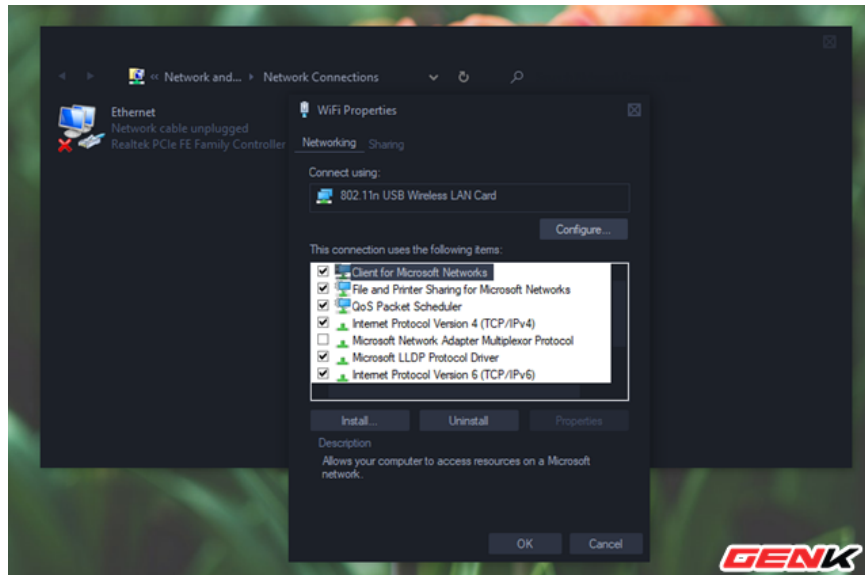 « Network and... › Network Connections
Ethernet
Network cable unplugged
Realtek PCIe FE Family Controller
WiFi Properties
Networking Sharing
Connect using:
802.11n USB Wireless LAN Card
Configure...
This connection uses the following items:
Client for Microsoft Networks
File and Printer Sharing for Microsoft Networks
QoS Packet Scheduler
Internet Protocol Version 4 (TCP/IPv4)
Microsoft Network Adapter Multiplexor Protocol
Microsoft LLDP Protocol Driver
Internet Protocol Version 6 (TCP/IPv6)
Install... Uninstall Properties
Description
Allows your computer to access resources on a Microsoft
network.
OK Cancel
GENK